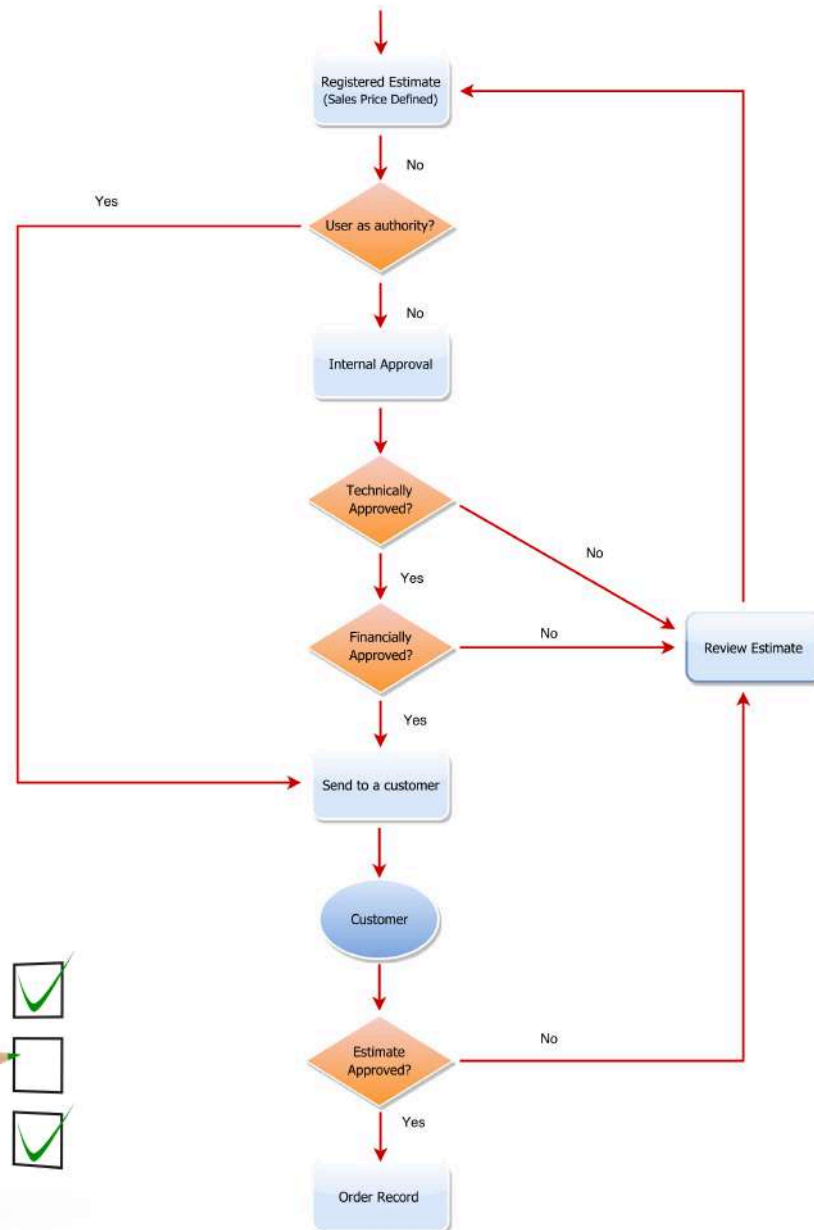 Registered Estimate
(Sales Price Defined)
No
Yes
User as authority?
No
Internal Approval
Technically
Approved?
No
Yes
Financially
Approved?
No
Review Estimate
Yes
Send to a customer
Customer
Estimate
Approved?
No
Yes
Order Record